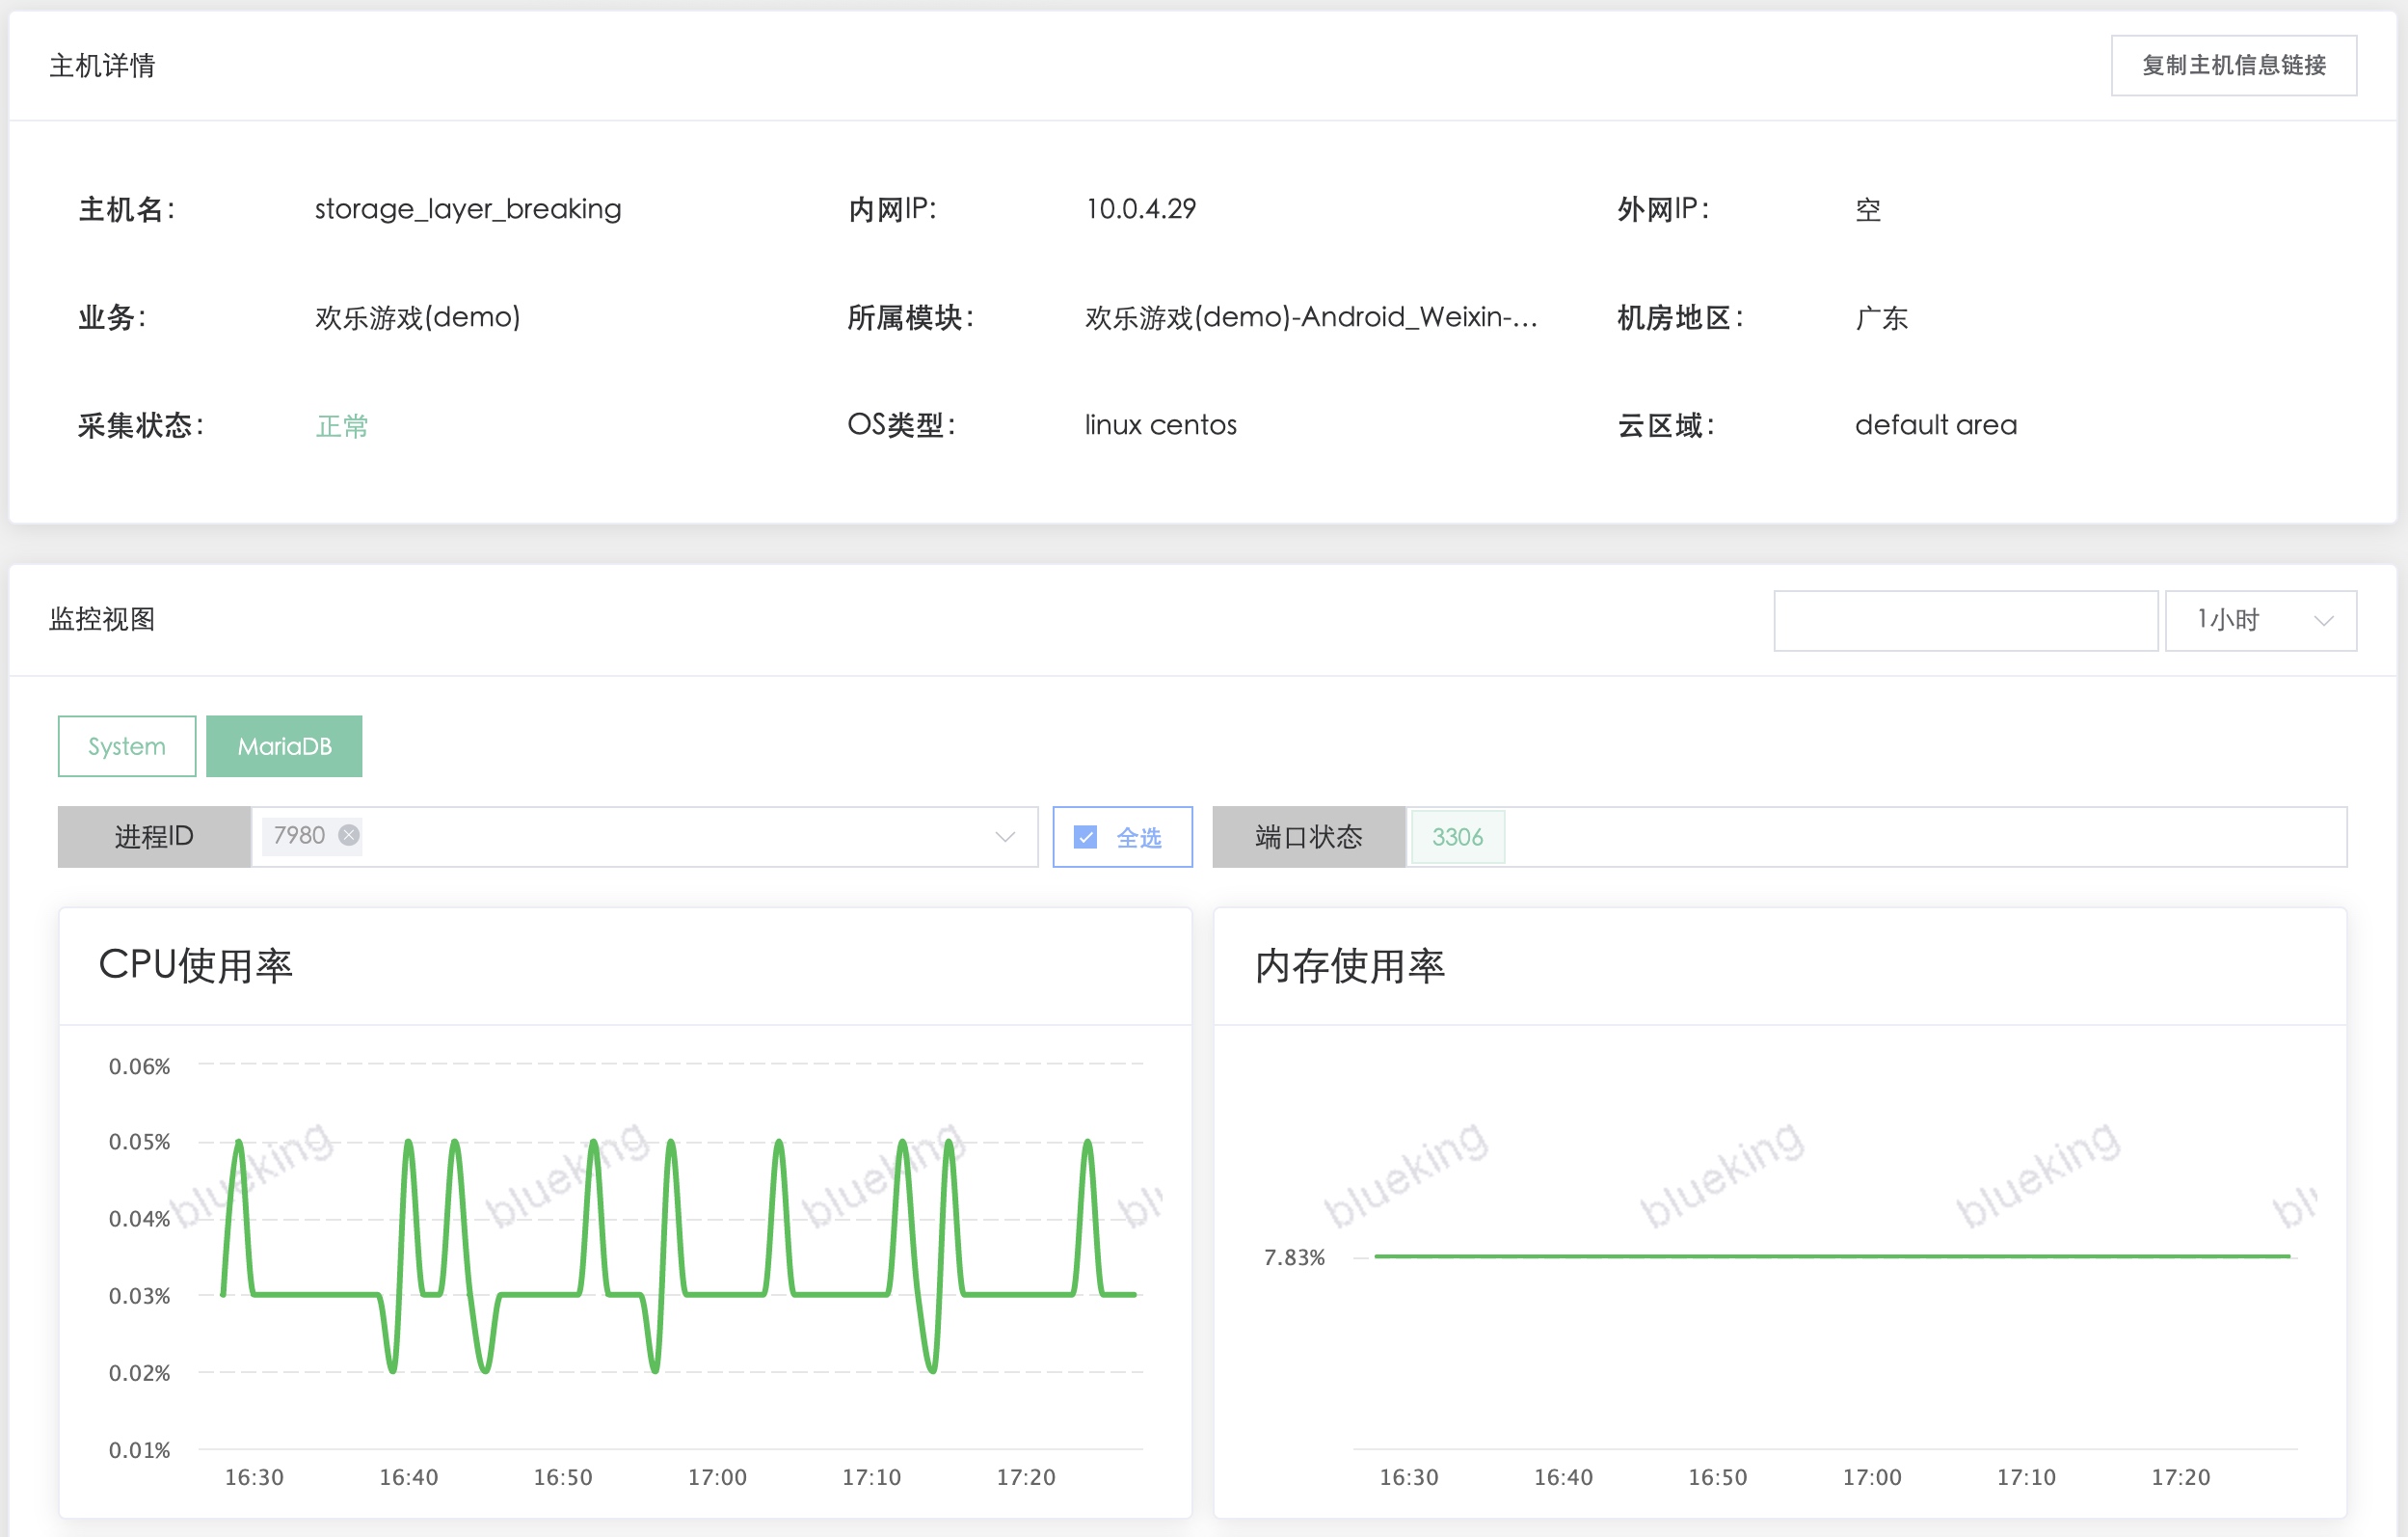 主机详情
复制主机信息链接
主机名: storage_layer_breaking 内网IP: 10.0.4.29 外网IP: 空
业务: 欢乐游戏(demo) 所属模块: 欢乐游戏(demo)-Android_Weixin-... 机房地区: 广东
采集状态: 正常 OS类型: linux centos 云区域: default area
监控视图
1小时
System MariaDB
进程ID 7980 全选 端口状态 3306
CPU使用率
0.06%
0.05%
0.04%
0.03%
0.02%
0.01%
16:30 16:40 16:50 17:00 17:10 17:20
blueking blueking blueking bl
内存使用率
7.83%
16:30 16:40 16:50 17:00 17:10 17:20
blueking blueking blueking bl